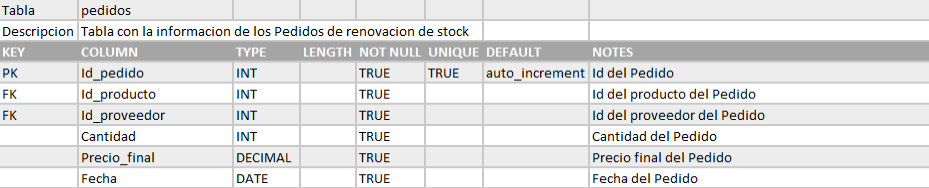 Tabla pedidos
Descripcion Tabla con la informacion de los Pedidos de renovacion de stock
KEY COLUMN TYPE LENGTH NOT NULL UNIQUE DEFAULT NOTES
PK Id_pedido INT TRUE TRUE auto_increment Id del Pedido
FK Id_producto INT TRUE Id del producto del Pedido
FK Id_proveedor INT TRUE Id del proveedor del Pedido
Cantidad INT TRUE Cantidad del Pedido
Precio_final DECIMAL TRUE Precio final del Pedido
Fecha DATE TRUE Fecha del Pedido